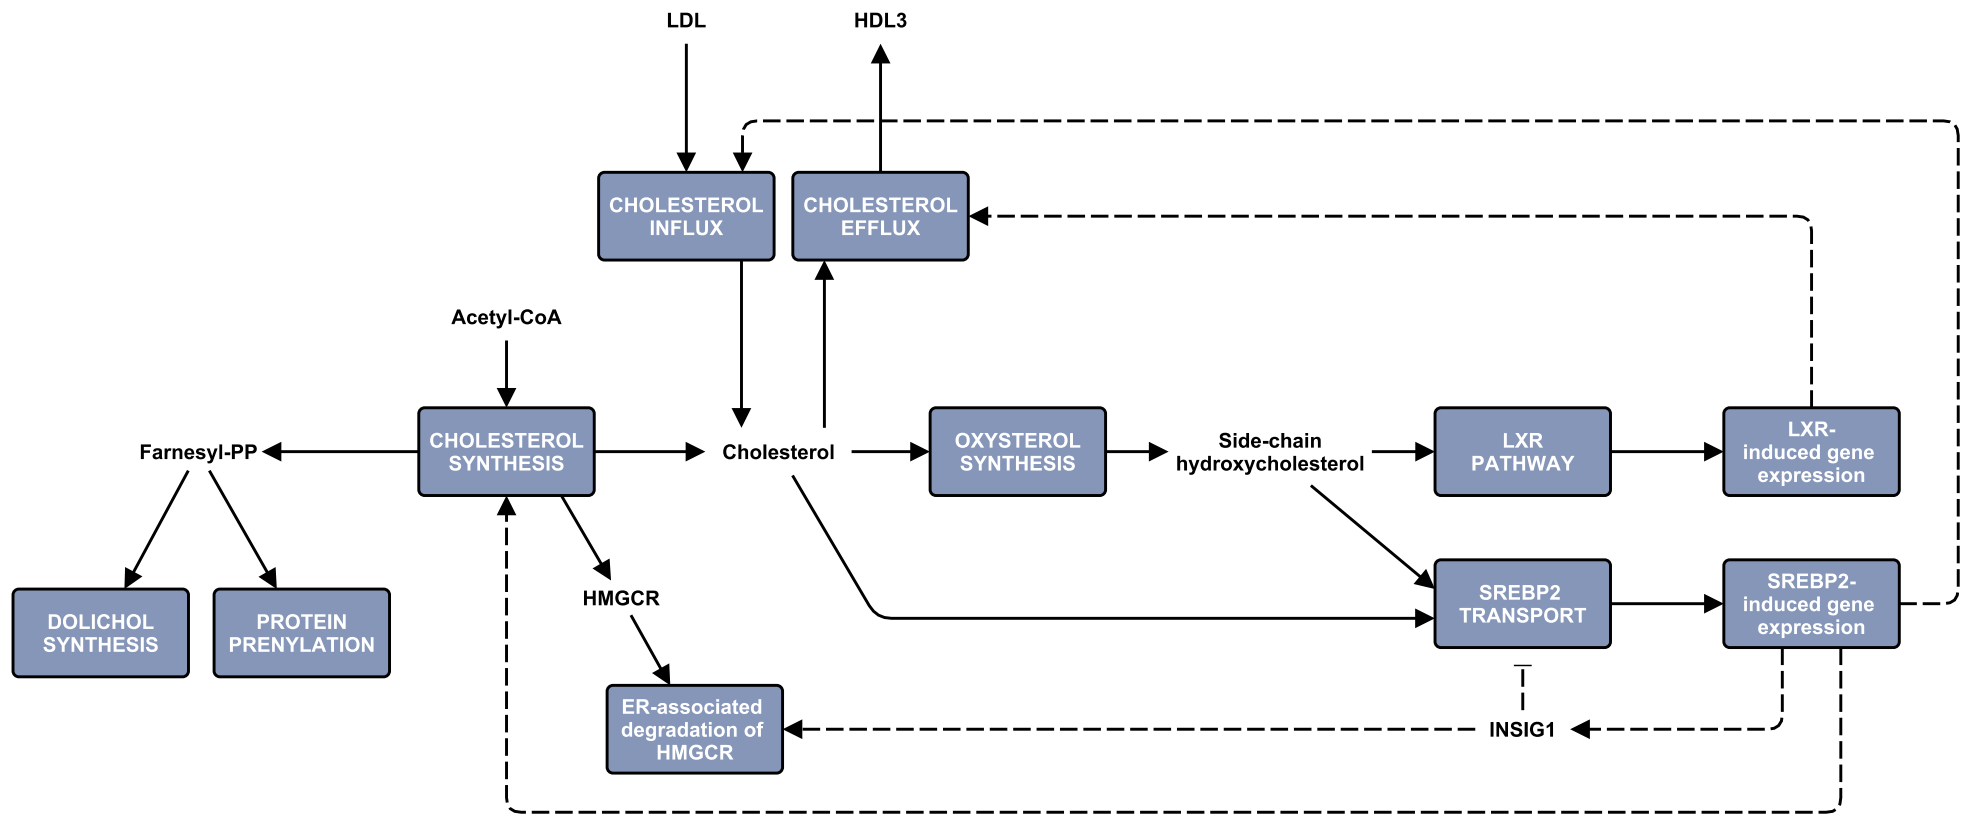 LDL
HDL3
CHOLESTEROL
INFLUX
CHOLESTEROL
EFFLUX
Acetyl-CoA
Farnesyl-PP
CHOLESTEROL
SYNTHESIS
Cholesterol
OXYSTEROL
SYNTHESIS
Side-chain
hydroxycholesterol
LXR
PATHWAY
LXR-
induced gene
expression
DOLICHOL
SYNTHESIS
PROTEIN
PRENYLATION
HMGCR
SREBP2
TRANSPORT
SREBP2-
induced gene
expression
ER-associated
degradation of
HMGCR
INSIG1